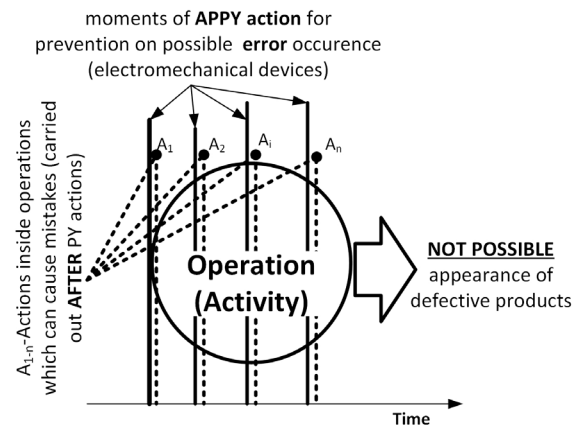 moments of APPY action for
prevention on possible error occurence
(electromechanical devices)
A1-n-Actions inside operations
which can cause mistakes (carried
out AFTER PY actions)
A1
A2
Ai
An
Operation
(Activity)
NOT POSSIBLE
appearance of
defective products
Time